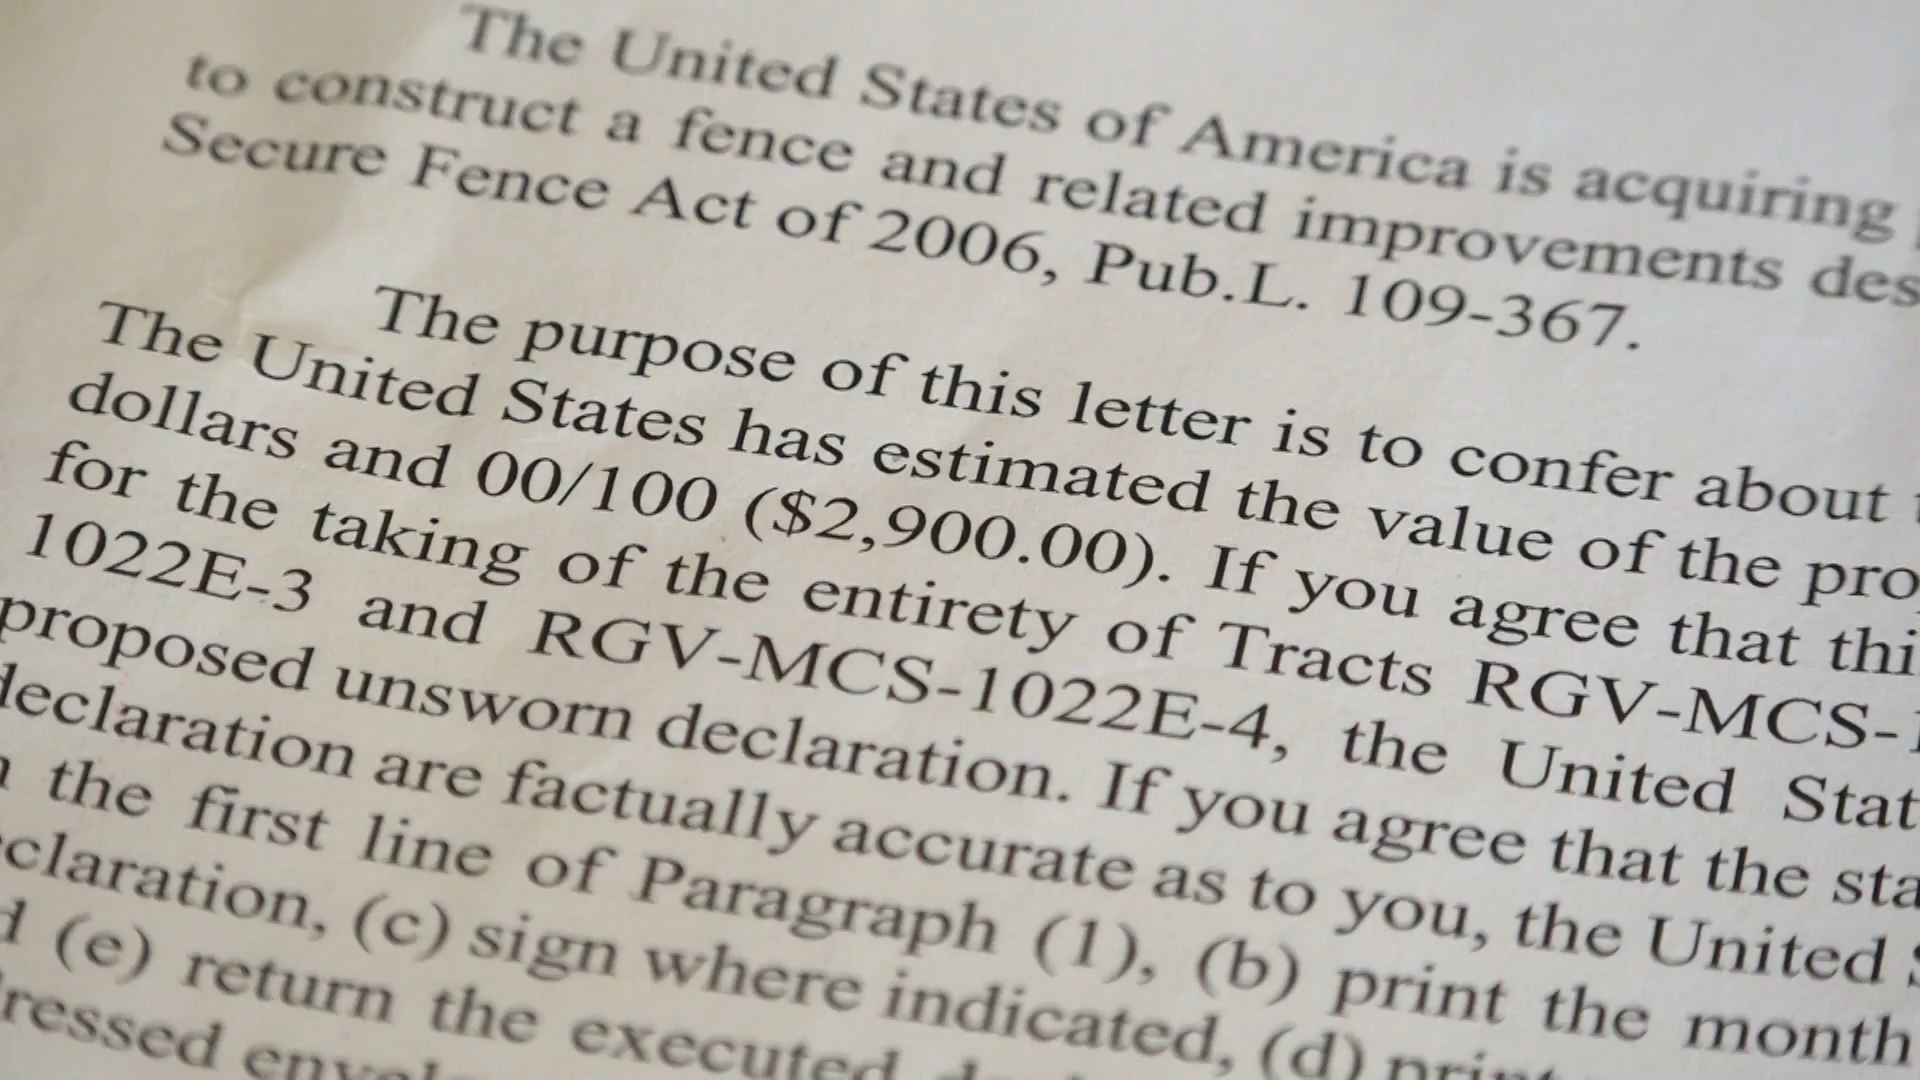 The United States of America is acquiring
to construct a fence and related improvements des
Secure Fence Act of 2006, Pub.L. 109-367.
The purpose of this letter is to confer about
The United States has estimated the value of the pro
dollars and 00/100 ($2,900.00). If you agree that thi
for the taking of the entirety of Tracts RGV-MCS-1
1022E-3 and RGV-MCS-1022E-4, the United Stat
proposed unsworn declaration. If you agree that the sta
declaration are factually accurate as to you, the United S
the first line of Paragraph (1), (b) print the month
claration, (c) sign where indicated, (d) print
(e) return the executed
ressed envel